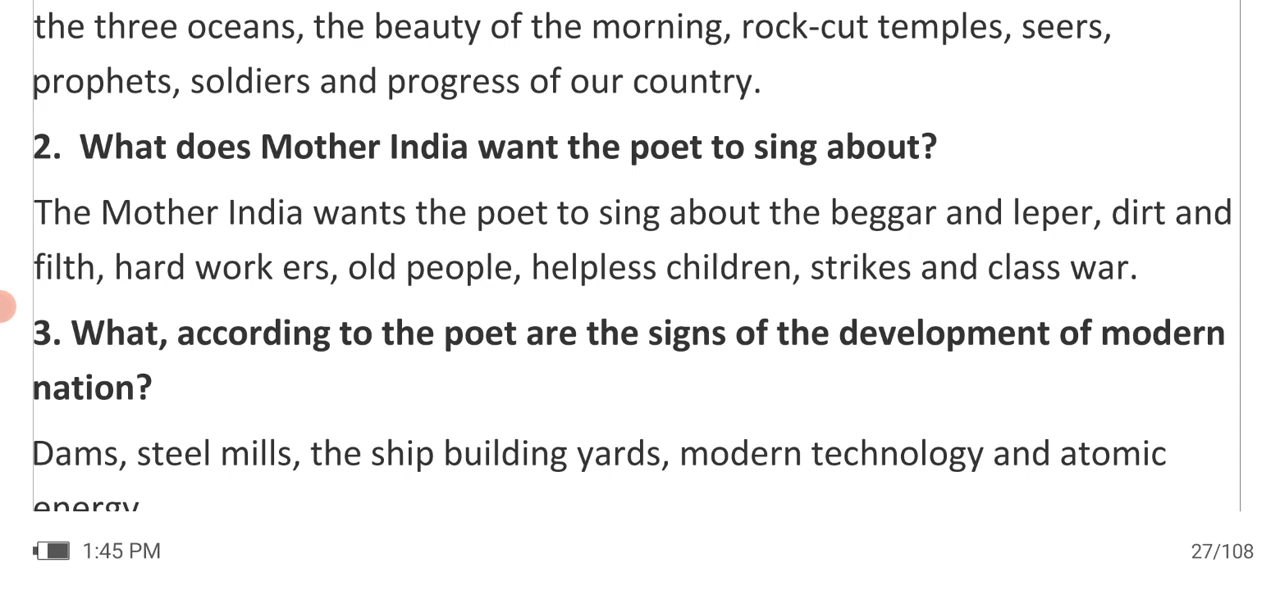 the three oceans, the beauty of the morning, rock-cut temples, seers,
prophets, soldiers and progress of our country.
2. What does Mother India want the poet to sing about?
The Mother India wants the poet to sing about the beggar and leper, dirt and
filth, hard work ers, old people, helpless children, strikes and class war.
3. What, according to the poet are the signs of the development of modern
nation?
Dams, steel mills, the ship building yards, modern technology and atomic
energy
1:45 PM
27/108